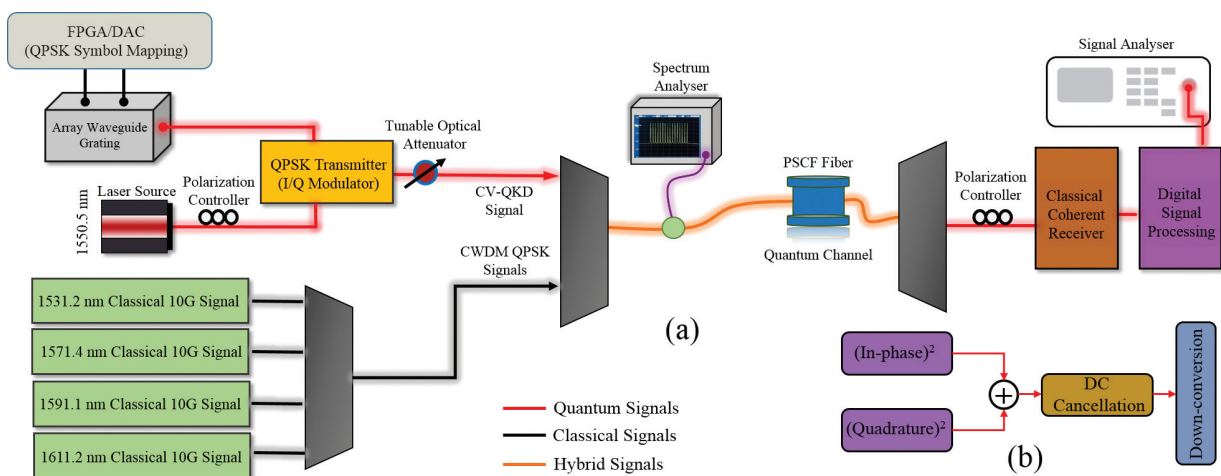 FPGA/DAC
(QPSK Symbol Mapping)
Array Waveguide
Grating
1550.5 nm
Laser Source
Polarization
Controller
QPSK Transmitter
(I/Q Modulator)
Tunable Optical
Attenuator
CV-QKD
Signal
CWDM QPSK
Signals
1531.2 nm Classical 10G Signal
1571.4 nm Classical 10G Signal
1591.1 nm Classical 10G Signal
1611.2 nm Classical 10G Signal
Spectrum
Analyser
PSCF Fiber
Quantum Channel
Signal Analyser
Polarization
Controller
Classical
Coherent
Receiver
Digital
Signal
Processing
(a)
Quantum Signals
Classical Signals
Hybrid Signals
(In-phase)²
(Quadrature)²
+
DC
Cancellation
Down-conversion
(b)